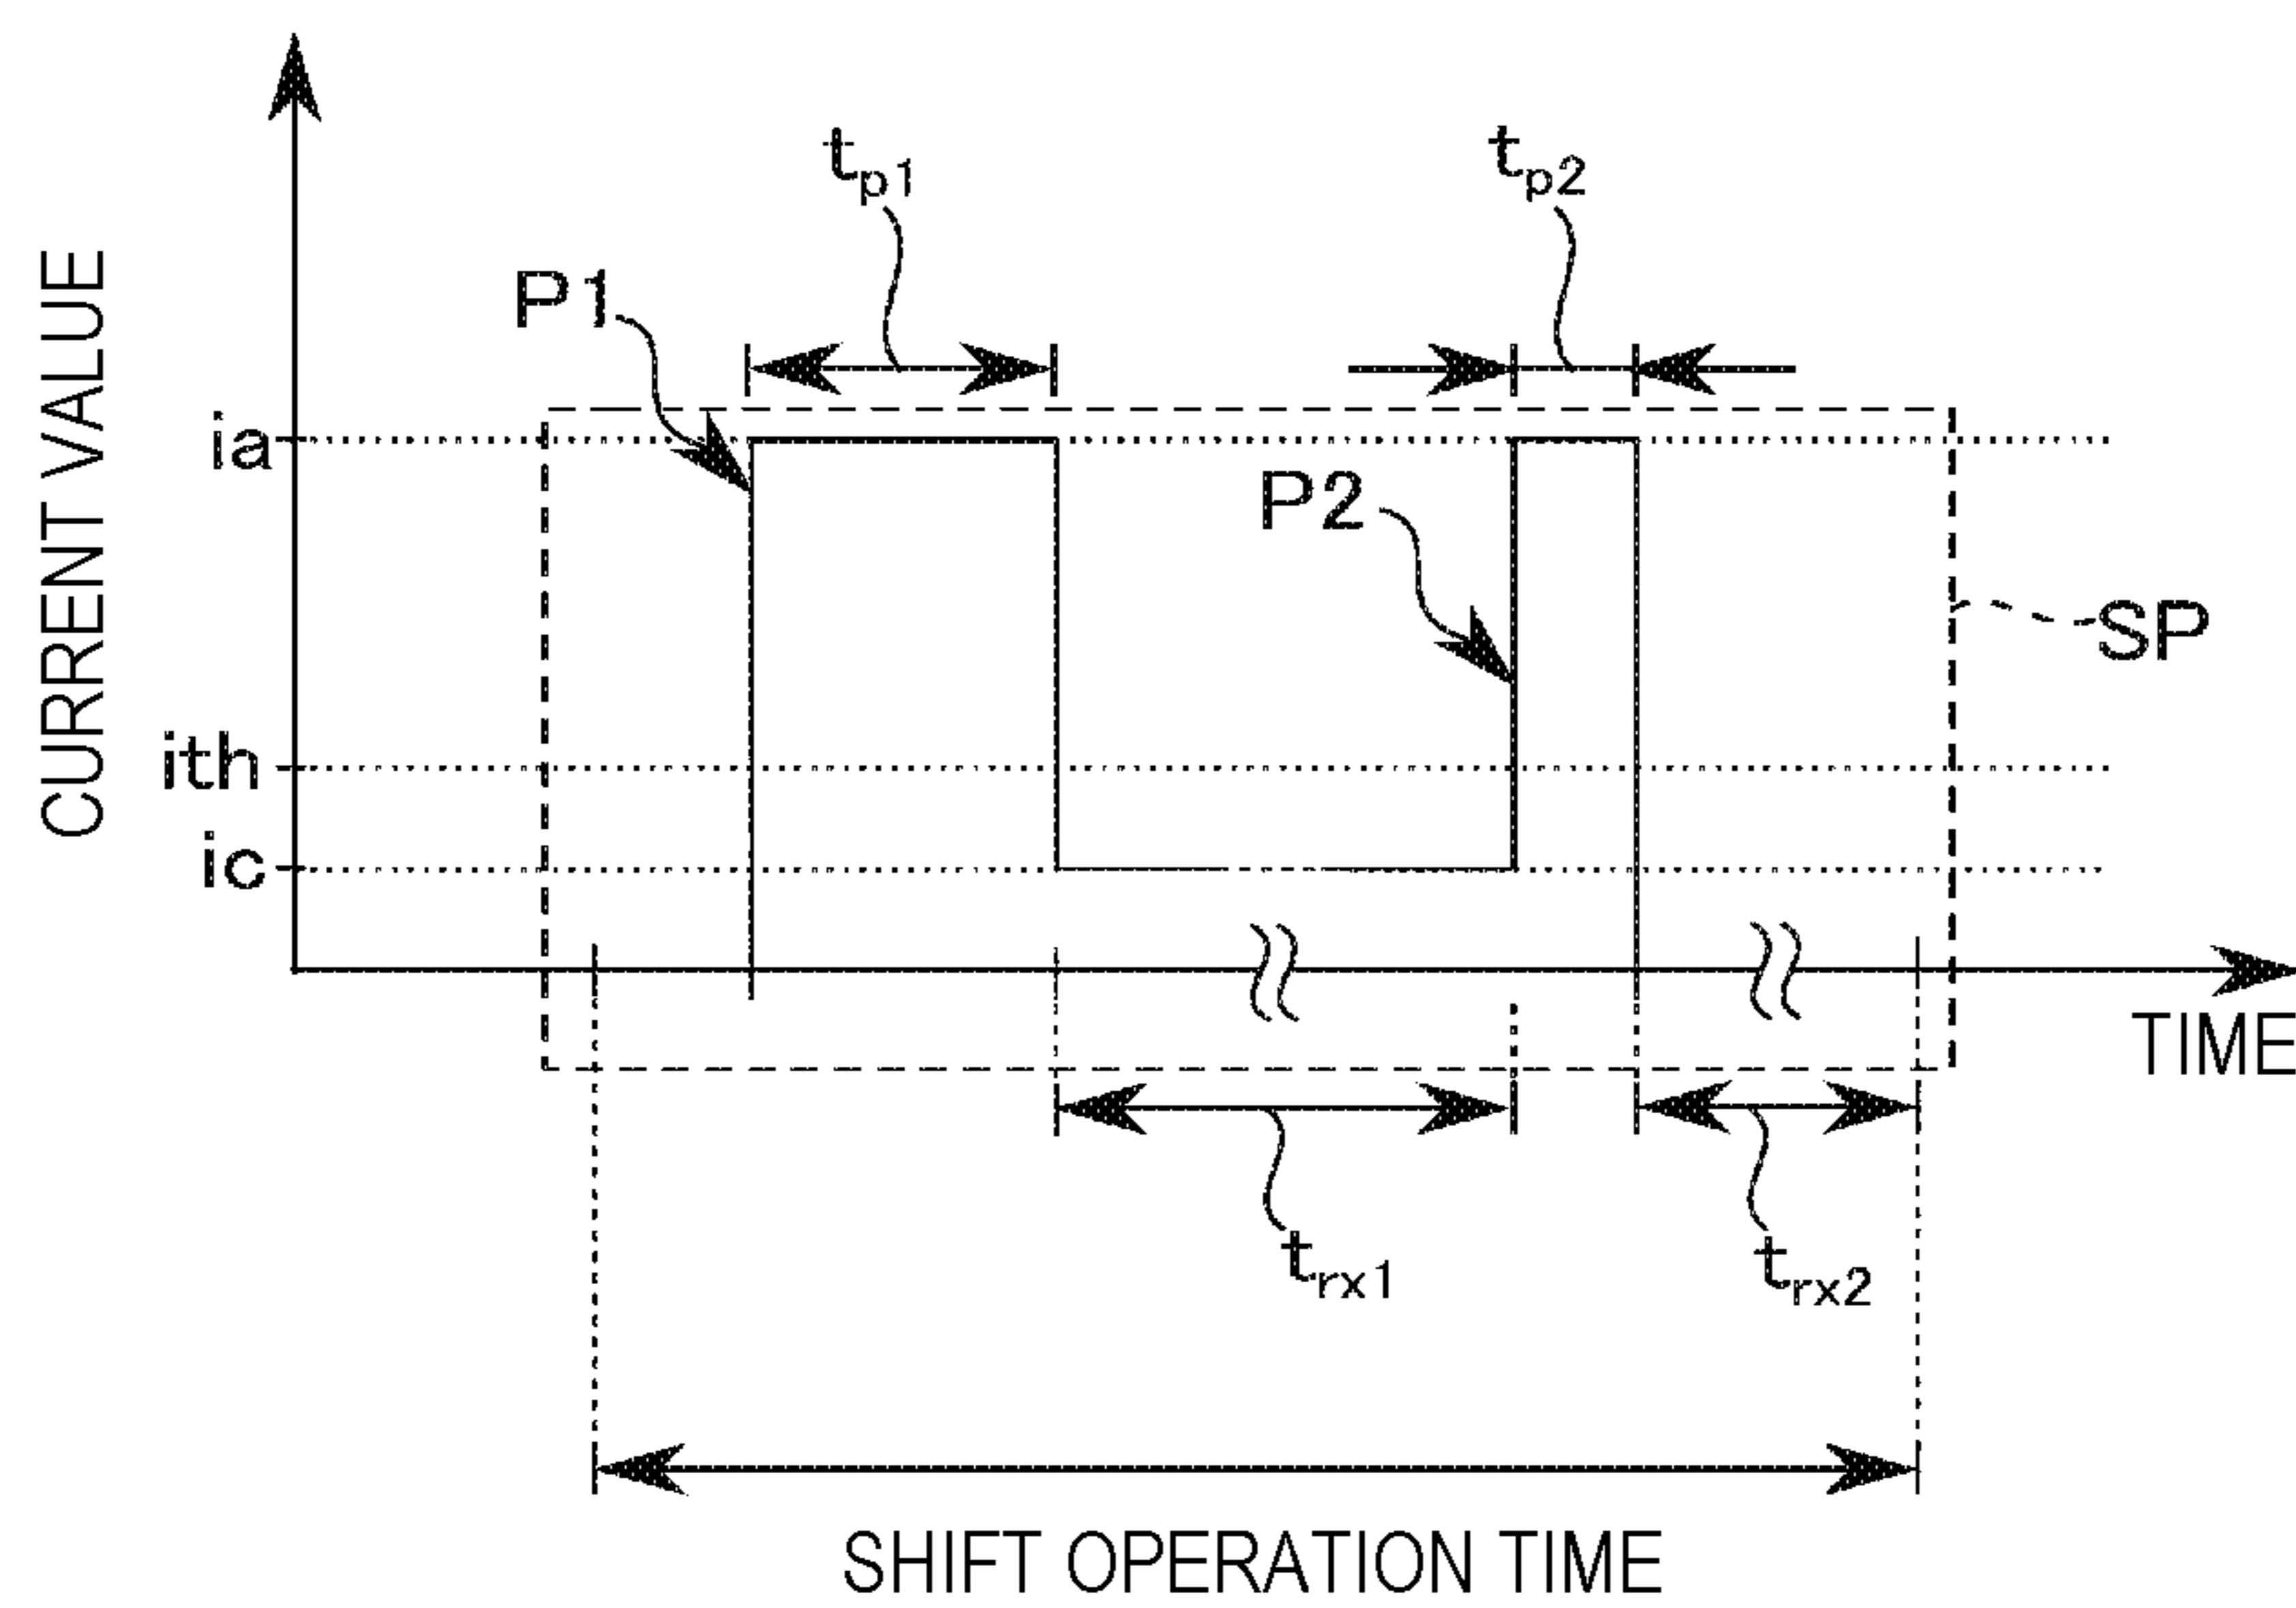 tp1
tp2
P1
ia
P2
SP
ith
ic
CURRENT VALUE
TIME
trx1
trx2
SHIFT OPERATION TIME